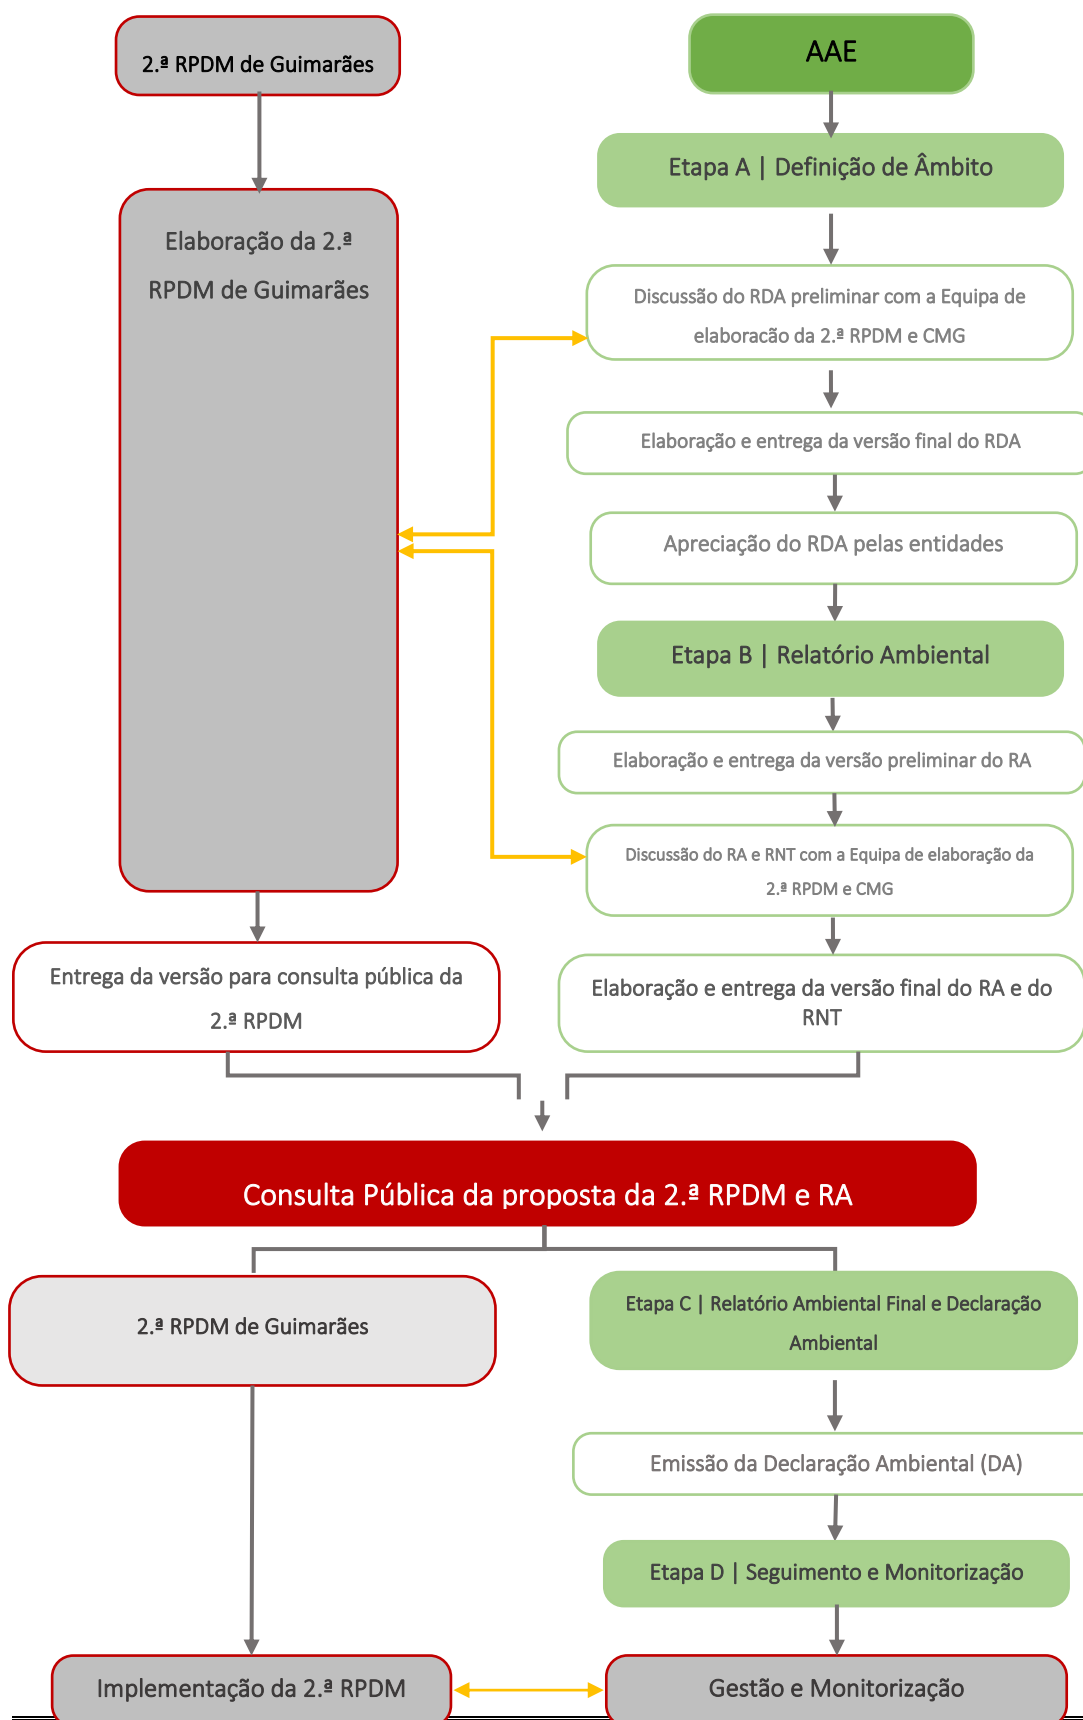 2.ª RPDM de Guimarães
AAE
Etapa A | Definição de Âmbito
Elaboração da 2.ª
RPDM de Guimarães
Discussão do RDA preliminar com a Equipa de
elaboracão da 2.ª RPDM e CMG
Elaboração e entrega da versão final do RDA
Apreciação do RDA pelas entidades
Etapa B | Relatório Ambiental
Elaboração e entrega da versão preliminar do RA
Discussão do RA e RNT com a Equipa de elaboração da
2.ª RPDM e CMG
Entrega da versão para consulta pública da
2.ª RPDM
Elaboração e entrega da versão final do RA e do
RNT
Consulta Pública da proposta da 2.ª RPDM e RA
2.ª RPDM de Guimarães
Etapa C | Relatório Ambiental Final e Declaração
Ambiental
Emissão da Declaração Ambiental (DA)
Etapa D | Seguimento e Monitorização
Implementação da 2.ª RPDM
Gestão e Monitorização